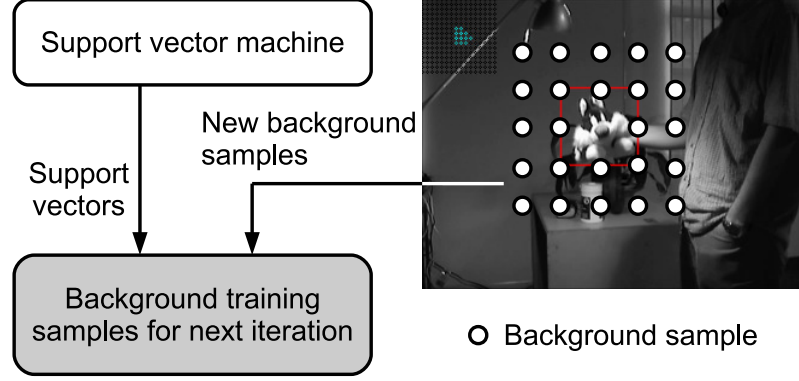 Support vector machine
New background
samples
Support
vectors
Background training
samples for next iteration
Background sample